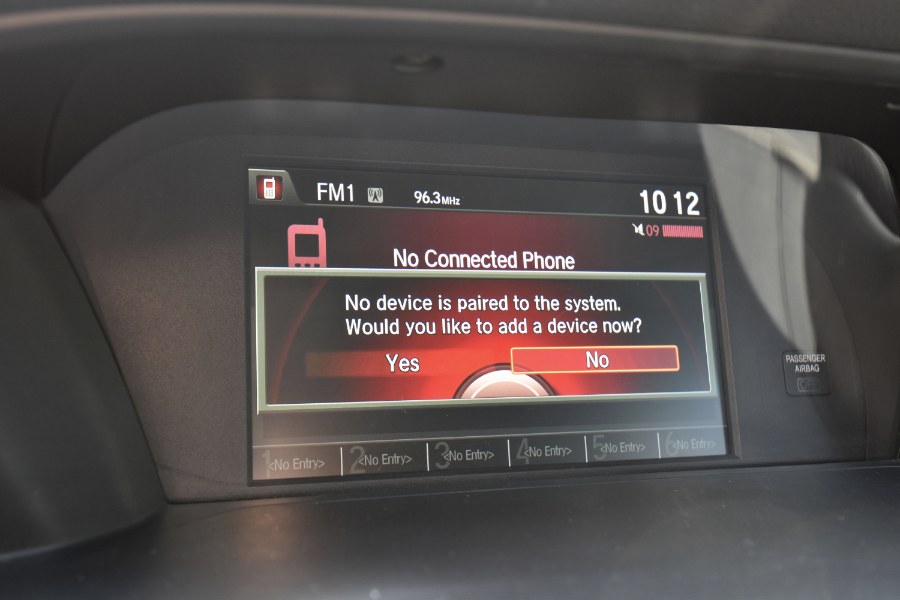 FM1 96.3MHz 10 12
09
No Connected Phone
No device is paired to the system.
Would you like to add a device now?
Yes No
PASSENGER
AIRBAG
1 <No Entry> 2 <No Entry> 3 <No Entry> 4 <No Entry> 5 <No Entry> 6 <No Entry>